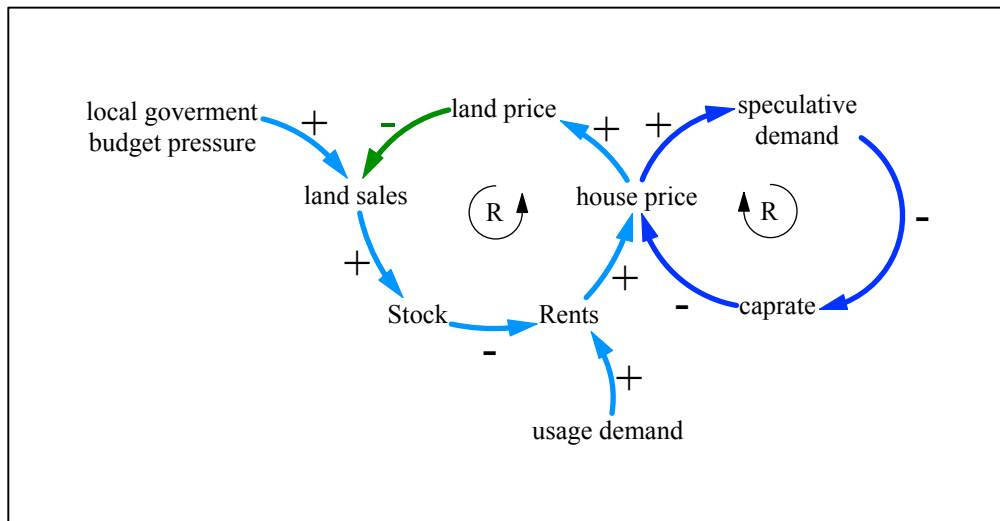 local goverment
budget pressure
+
-
land price
+
+
speculative
demand
land sales
R
house price
R
-
+
+
-
Stock
-
Rents
caprate
+
usage demand